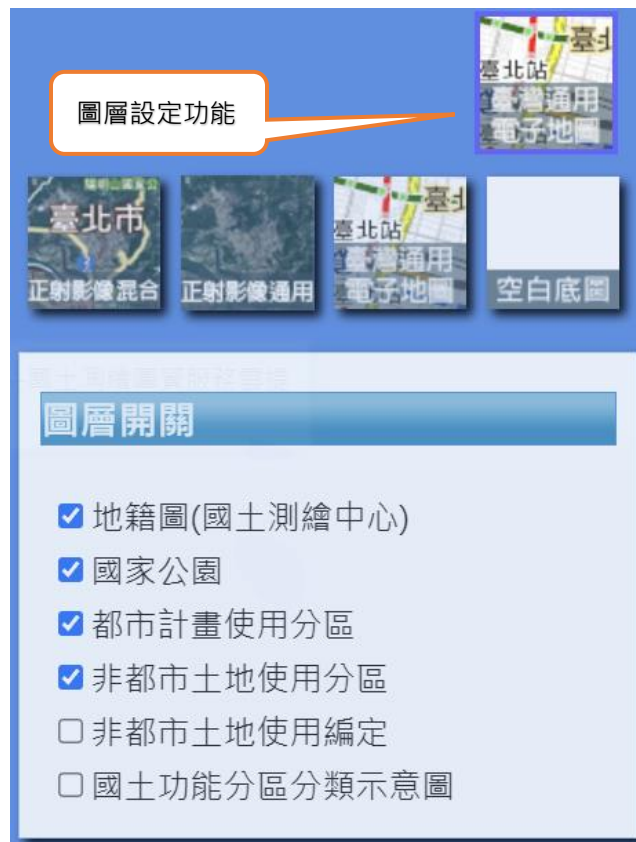 臺北站
臺灣通用
電子地圖
圖層設定功能
臺北市
正射影像混合
正射影像通用
臺北站
臺灣通用
電子地圖
空白底圖
圖層開關
地籍圖(國土測繪中心)
國家公園
都市計畫使用分區
非都市土地使用分區
非都市土地使用編定
國土功能分區分類示意圖